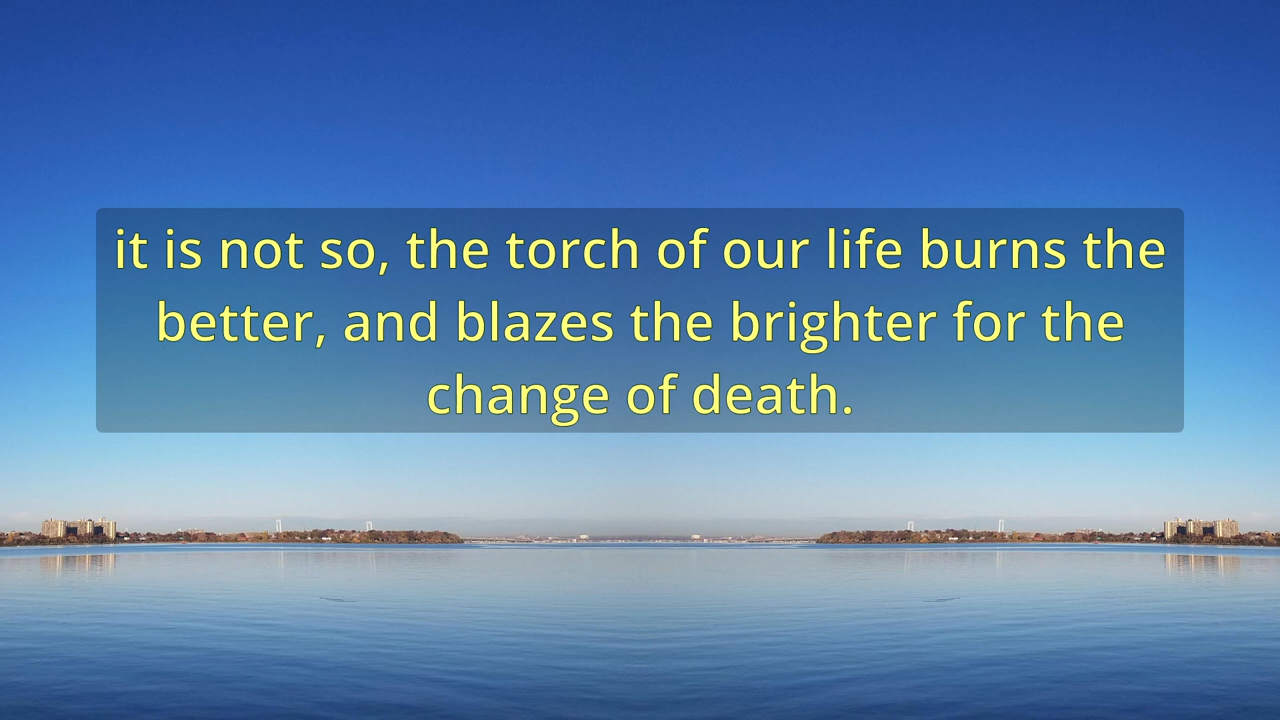 it is not so, the torch of our life burns the
better, and blazes the brighter for the
change of death.